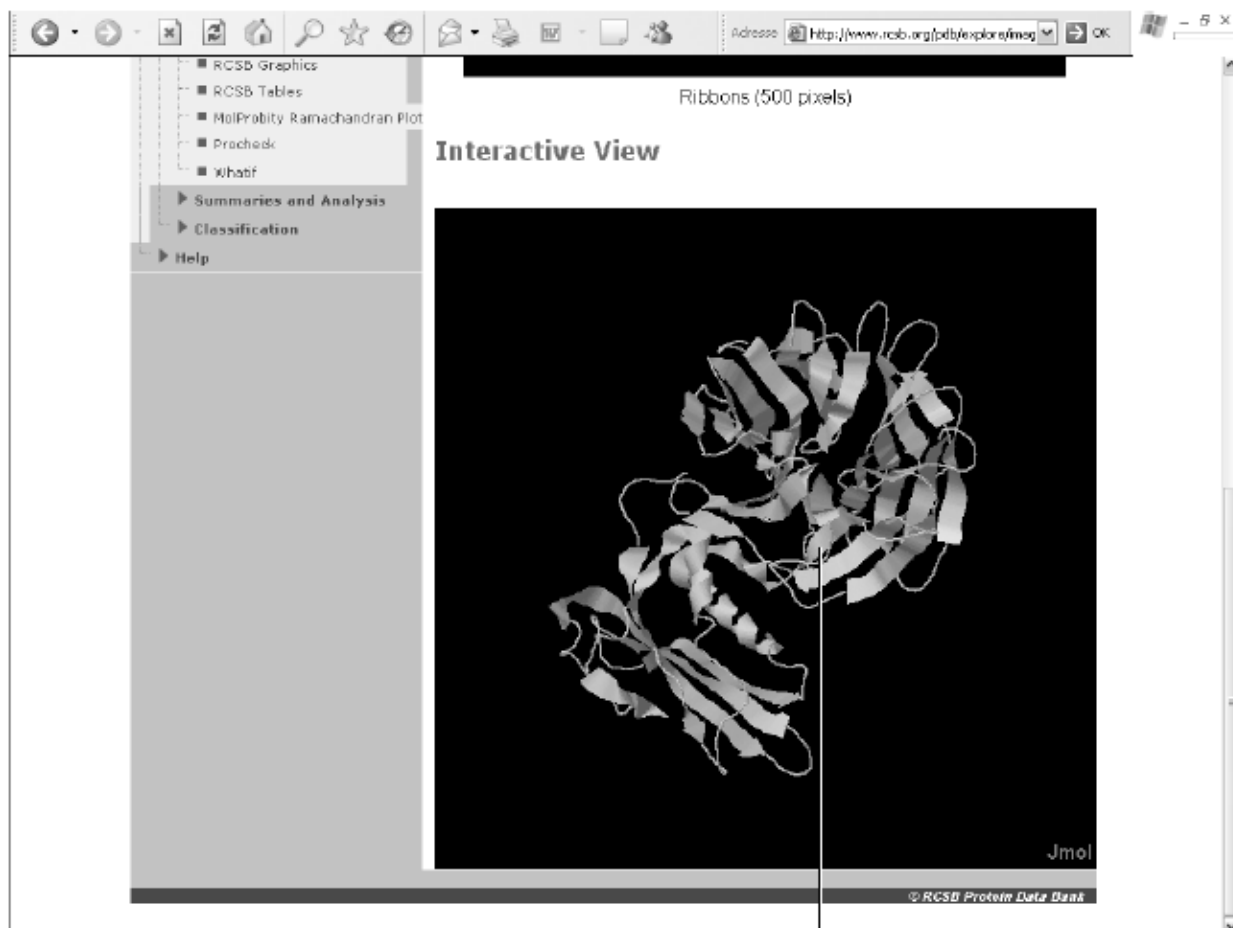 Adresse http://www.rcsb.org/pdb/explore/imag OK
RCSB Graphics
RCSB Tables
MolProbity Ramachandran Plot
Procheck
Whatif
Summaries and Analysis
Classification
Help
Ribbons (500 pixels)
Interactive View
Jmol
© RCSB Protein Data Bank